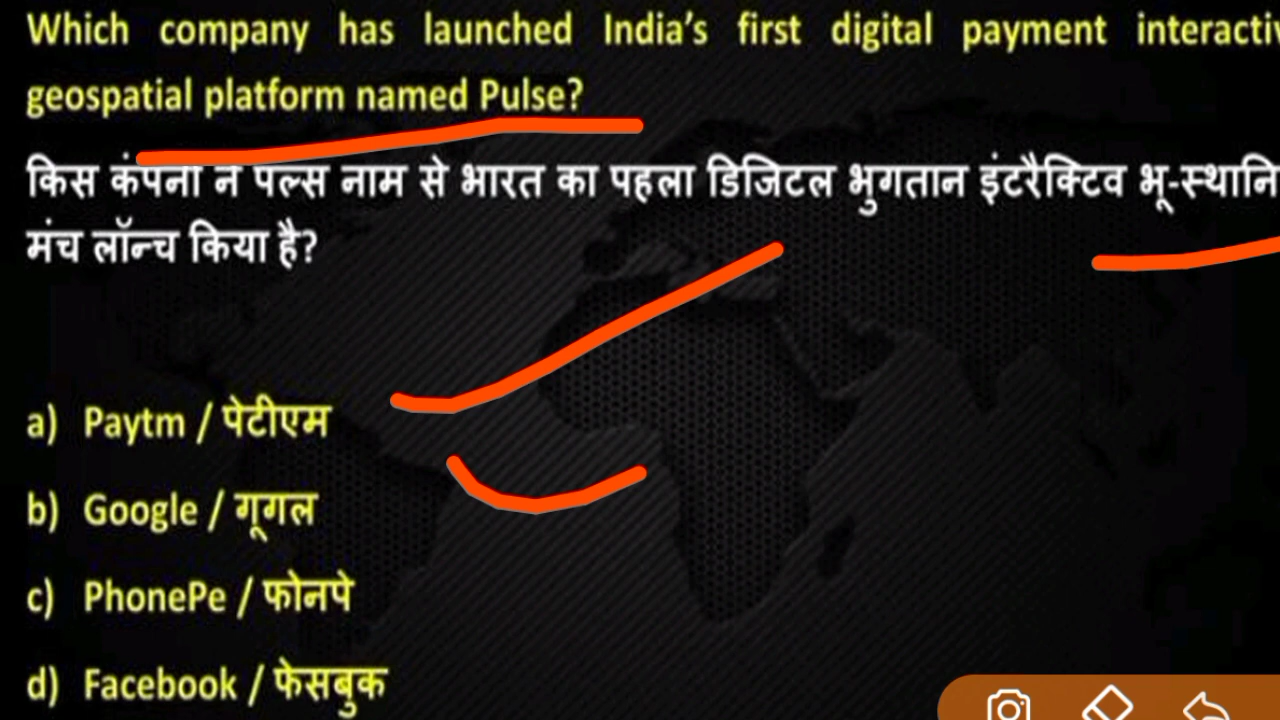 Which company has launched India's first digital payment interactiv
geospatial platform named Pulse?
किस कंपनी ने पल्स नाम से भारत का पहला डिजिटल भुगतान इंटरैक्टिव भू-स्थानि
मंच लॉन्च किया है?
a) Paytm / पेटीएम
b) Google / गूगल
c) PhonePe / फोनपे
d) Facebook / फेसबुक